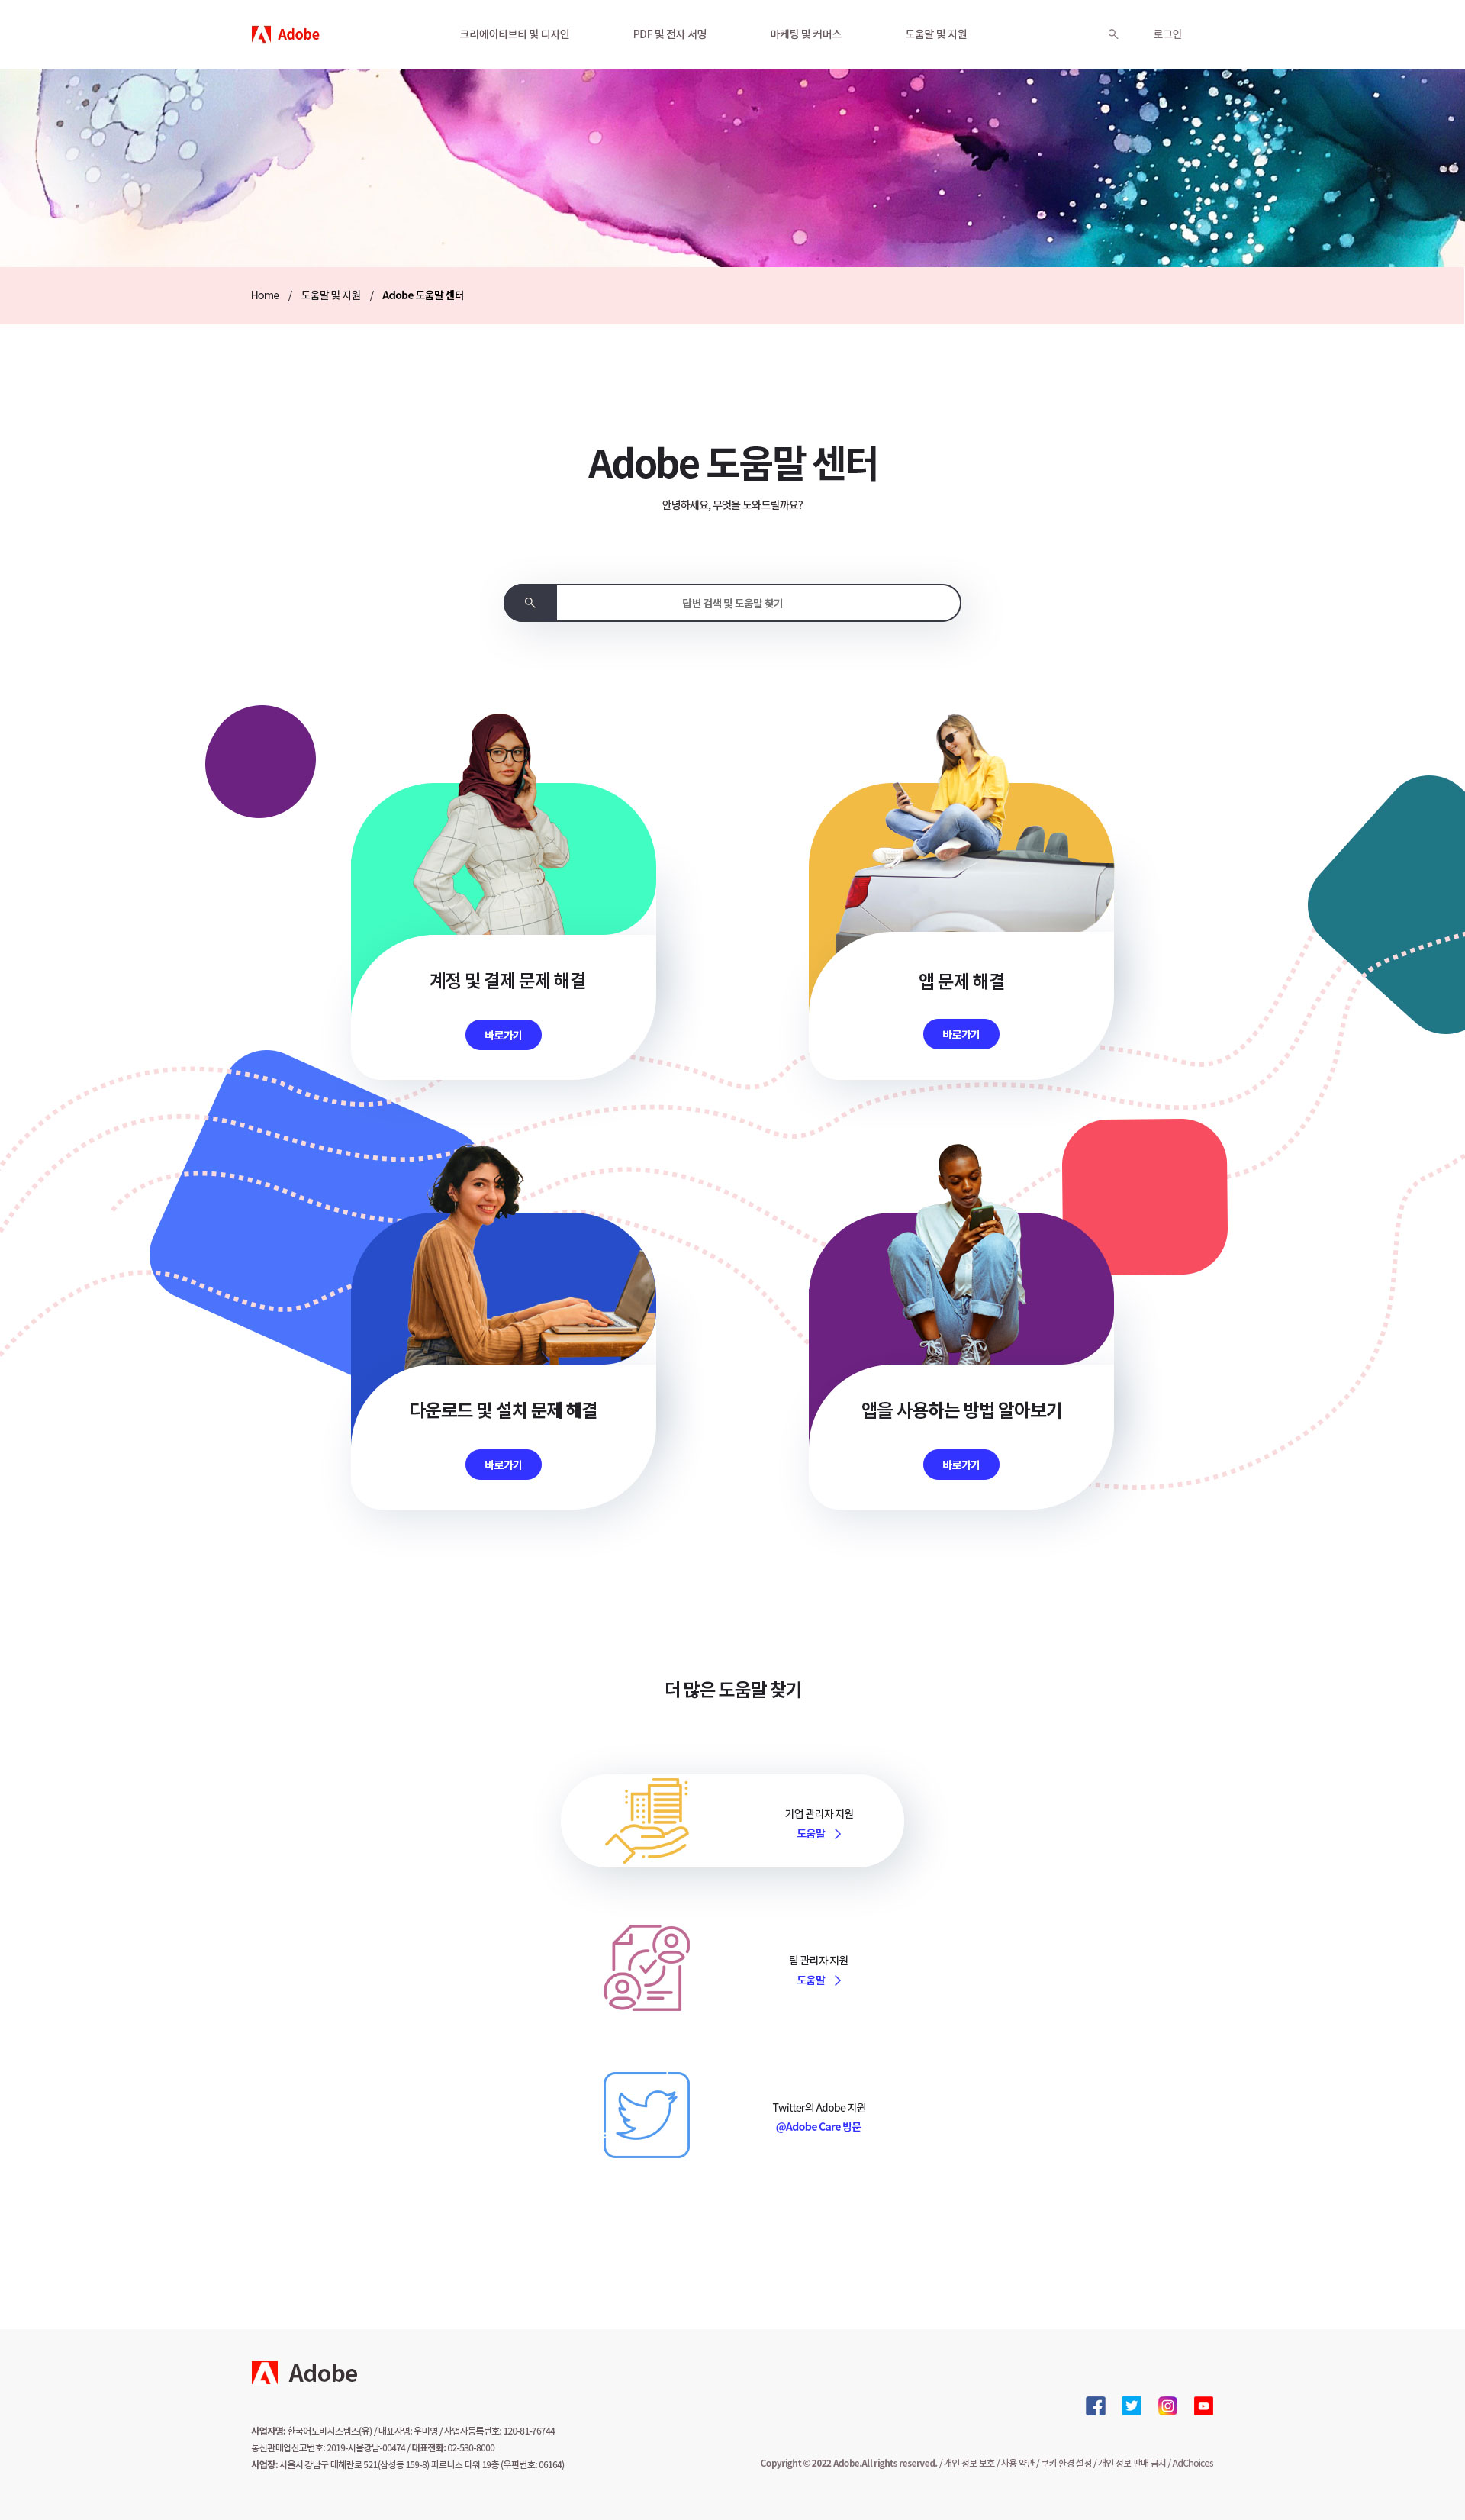 Adobe
크리에이티브티 및 디자인
PDF 및 전자 서명
마케팅 및 커머스
도움말 및 지원
로그인
Home / 도움말 및 지원 / Adobe 도움말 센터
Adobe 도움말 센터
안녕하세요, 무엇을 도와드릴까요?
답변 검색 및 도움말 찾기
계정 및 결제 문제 해결
바로가기
앱 문제 해결
바로가기
다운로드 및 설치 문제 해결
바로가기
앱을 사용하는 방법 알아보기
바로가기
더 많은 도움말 찾기
기업 관리자 지원
도움말
팀 관리자 지원
도움말
Twitter의 Adobe 지원
@Adobe Care 방문
Adobe
사업자명: 한국어도비시스템즈(유) / 대표자명: 우미영 / 사업자등록번호: 120-81-76744
통신판매업신고번호: 2019-서울강남-00474 / 대표전화: 02-530-8000
사업장: 서울시 강남구 테헤란로 521(삼성동 159-8) 파르나스 타워 19층 (우편번호: 06164)
Copyright © 2022 Adobe.All rights reserved. / 개인 정보 보호 / 사용 약관 / 쿠키 환경 설정 / 개인 정보 판매 금지 / AdChoices